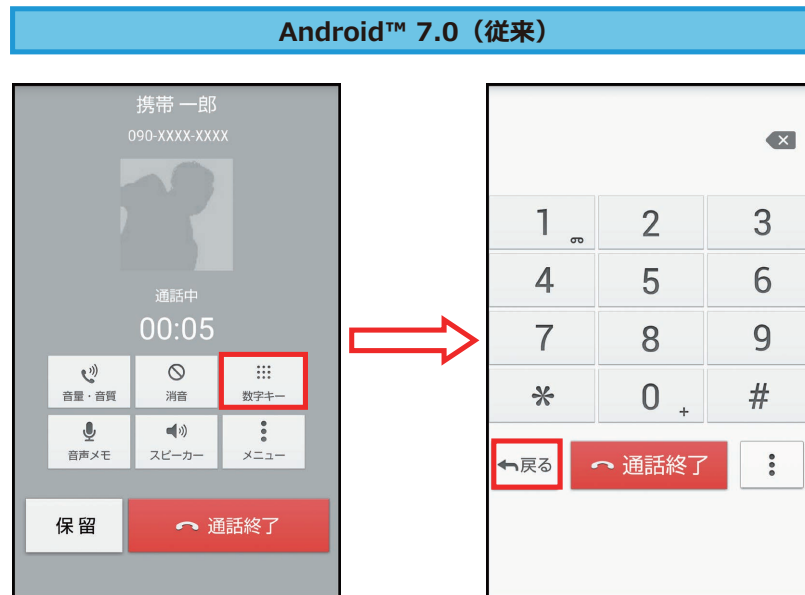 Android™ 7.0（従来）
携帯 一郎
090-XXXX-XXXX
通話中
00:05
音量・音質 消音 数字キー
音声メモ スピーカー メニュー
保留 通話終了
1 2 3
4 5 6
7 8 9
* 0 + #
戻る 通話終了